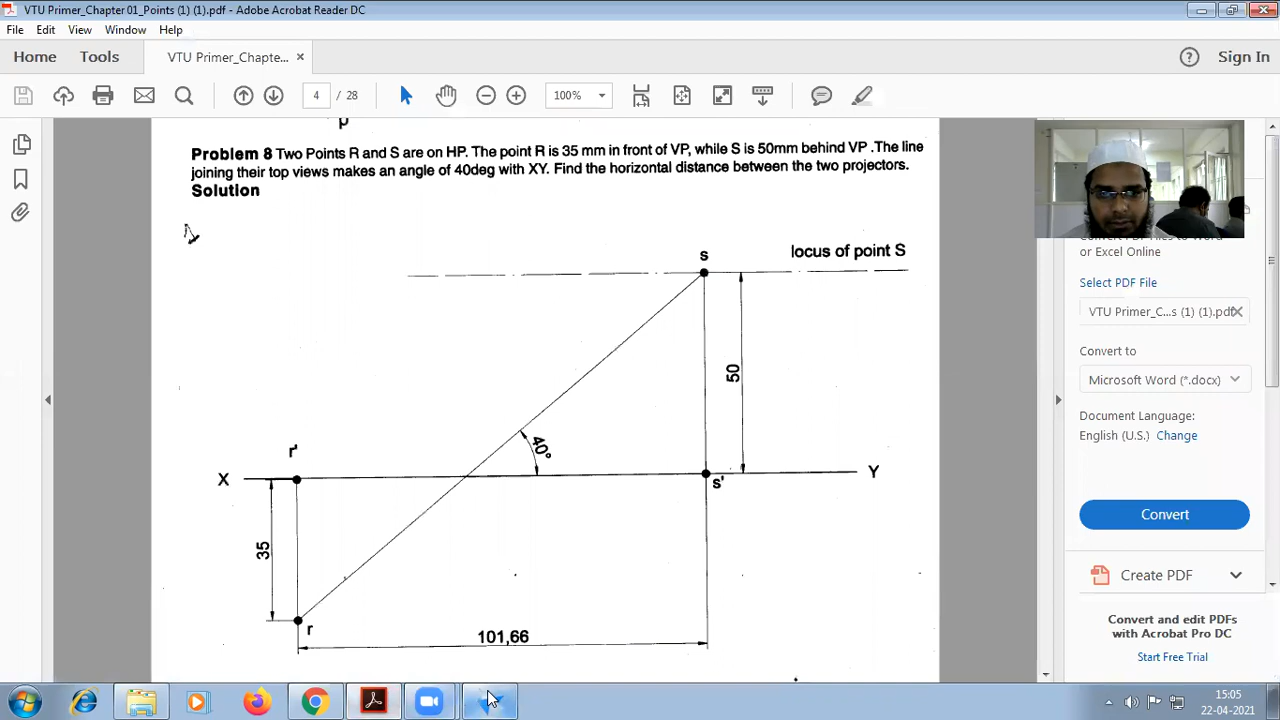 VTU Primer_Chapter 01_Points (1) (1).pdf - Adobe Acrobat Reader DC
File Edit View Window Help
Home Tools VTU Primer_Chapte... × Sign In
4 / 28 100%
p
Problem 8 Two Points R and S are on HP. The point R is 35 mm in front of VP, while S is 50mm behind VP .The line
joining their top views makes an angle of 40deg with XY. Find the horizontal distance between the two projectors.
Solution
s
locus of point S
50
40°
r'
X
Y
s'
35
r
101,66
or Excel Online
Select PDF File
VTU Primer_C...s (1) (1).pdf
Convert to
Microsoft Word (*.docx)
Document Language:
English (U.S.) Change
Convert
Create PDF
Convert and edit PDFs
with Acrobat Pro DC
Start Free Trial
15:05
22-04-2021